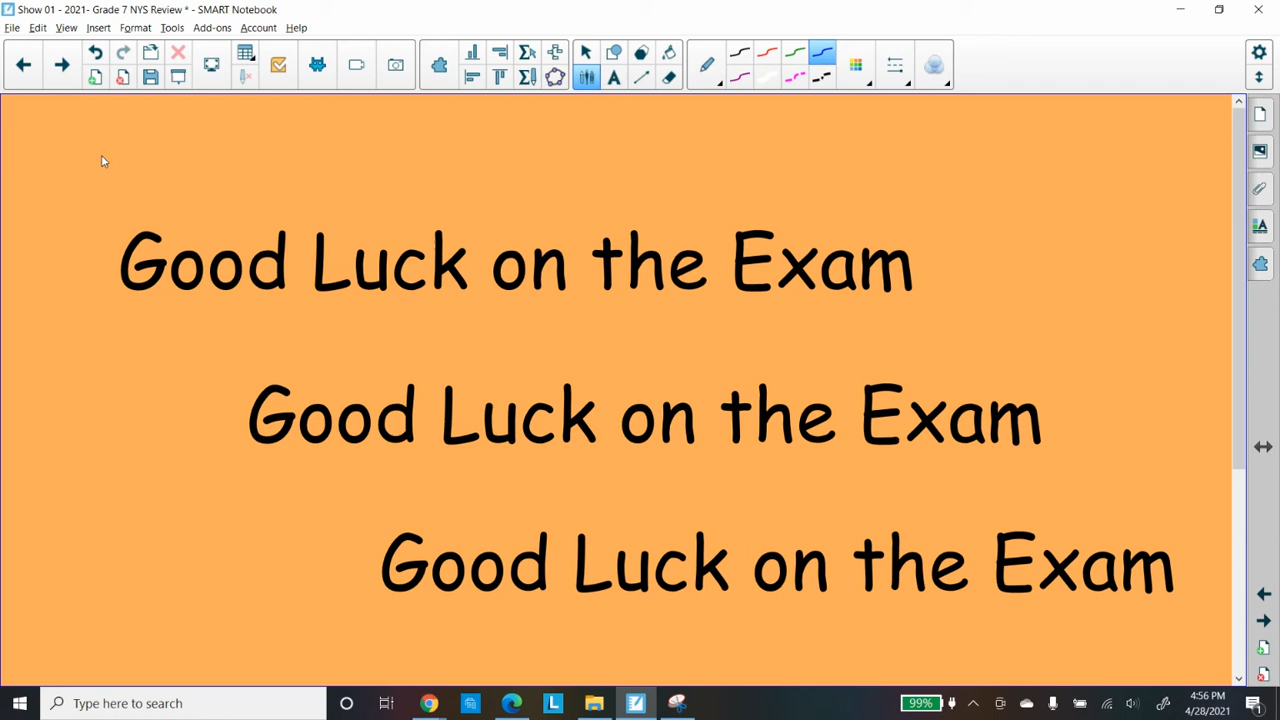 Show 01 - 2021- Grade 7 NYS Review * - SMART Notebook
File Edit View Insert Format Tools Add-ons Account Help
Good Luck on the Exam
Good Luck on the Exam
Good Luck on the Exam
Type here to search
99%
4:56 PM
4/28/2021
1